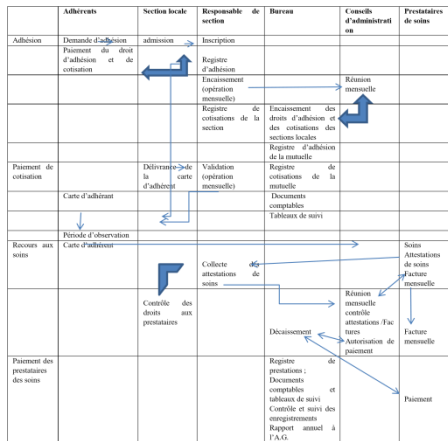 Adhérents Section locale Responsable de section Bureau Conseils d'administrati on Prestataires de soins
Adhésion Demande d'adhésion admission Inscription
Paiement du droit d'adhésion et de cotisation Registre d'adhésion
Encaissement (opération mensuelle) Réunion mensuelle
Registre de cotisations de la section Encaissement des droits d'adhésion et des cotisations des sections locales
Registre d'adhésion de la mutuelle
Paiement de cotisation Délivrance de la carte d'adhérent Validation (opération mensuelle) Registre de cotisations de la mutuelle
Carte d'adhérant Documents comptables
Tableaux de suivi
Période d'observation
Recours aux soins Carte d'adhérent Collecte attestations de soins Soins Attestations de soins Facture mensuelle
Contrôle des droits aux prestataires Décaissement Réunion mensuelle contrôle attestations /Fac tures Autorisation de paiement Facture mensuelle
Paiement des prestataires des soins Registre de prestations ; Documents comptables et tableaux de suivi Contrôle et suivi des enregistrements Rapport annuel à l'A.G. Paiement